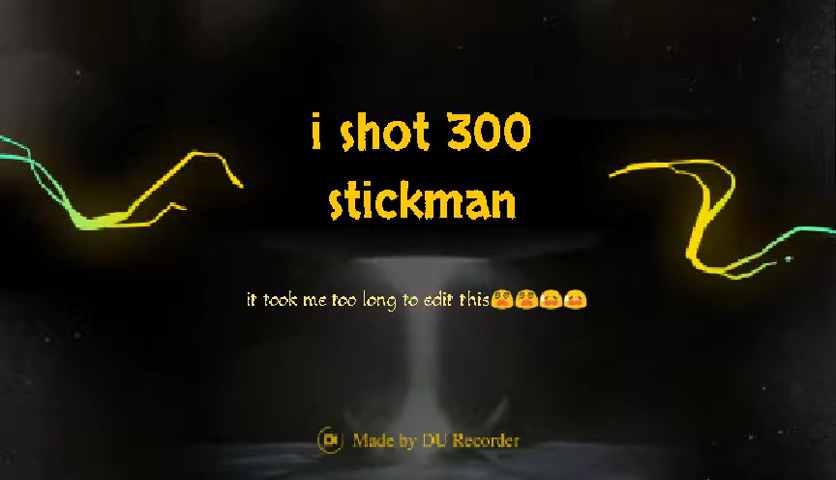 i shot 300
stickman
it took me too long to edit this😵😵😫😫
Made by DU Recorder